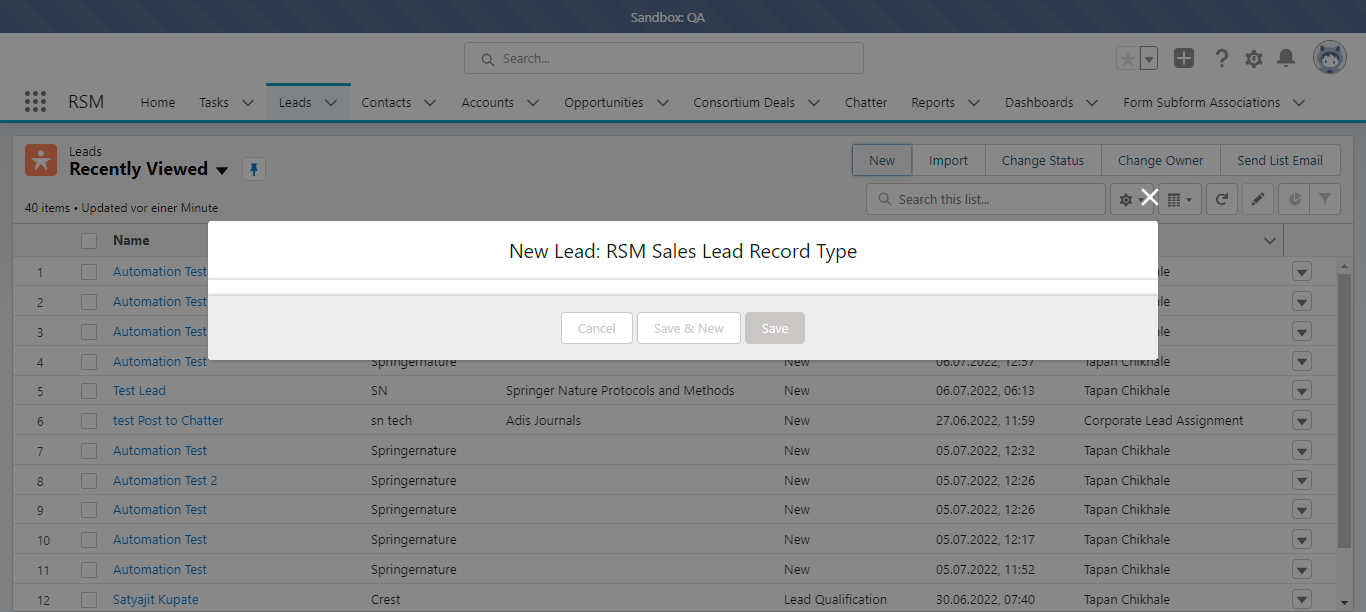 Sandbox: QA
Search...
RSM Home Tasks Leads Contacts Accounts Opportunities Consortium Deals Chatter Reports Dashboards Form Subform Associations
Leads
Recently Viewed
New Import Change Status Change Owner Send List Email
40 items • Updated vor einer Minute
Search this list...
Name
New Lead: RSM Sales Lead Record Type
Cancel Save & New Save
1 Automation Test
2 Automation Test
3 Automation Test
4 Automation Test Springernature New 06.07.2022, 12:57 Tapan Chikhale
5 Test Lead SN Springer Nature Protocols and Methods New 06.07.2022, 06:13 Tapan Chikhale
6 test Post to Chatter sn tech Adis Journals New 27.06.2022, 11:59 Corporate Lead Assignment
7 Automation Test Springernature New 05.07.2022, 12:32 Tapan Chikhale
8 Automation Test 2 Springernature New 05.07.2022, 12:26 Tapan Chikhale
9 Automation Test Springernature New 05.07.2022, 12:26 Tapan Chikhale
10 Automation Test Springernature New 05.07.2022, 12:17 Tapan Chikhale
11 Automation Test Springernature New 05.07.2022, 11:52 Tapan Chikhale
12 Satyajit Kupate Crest Lead Qualification 30.06.2022, 07:40 Tapan Chikhale